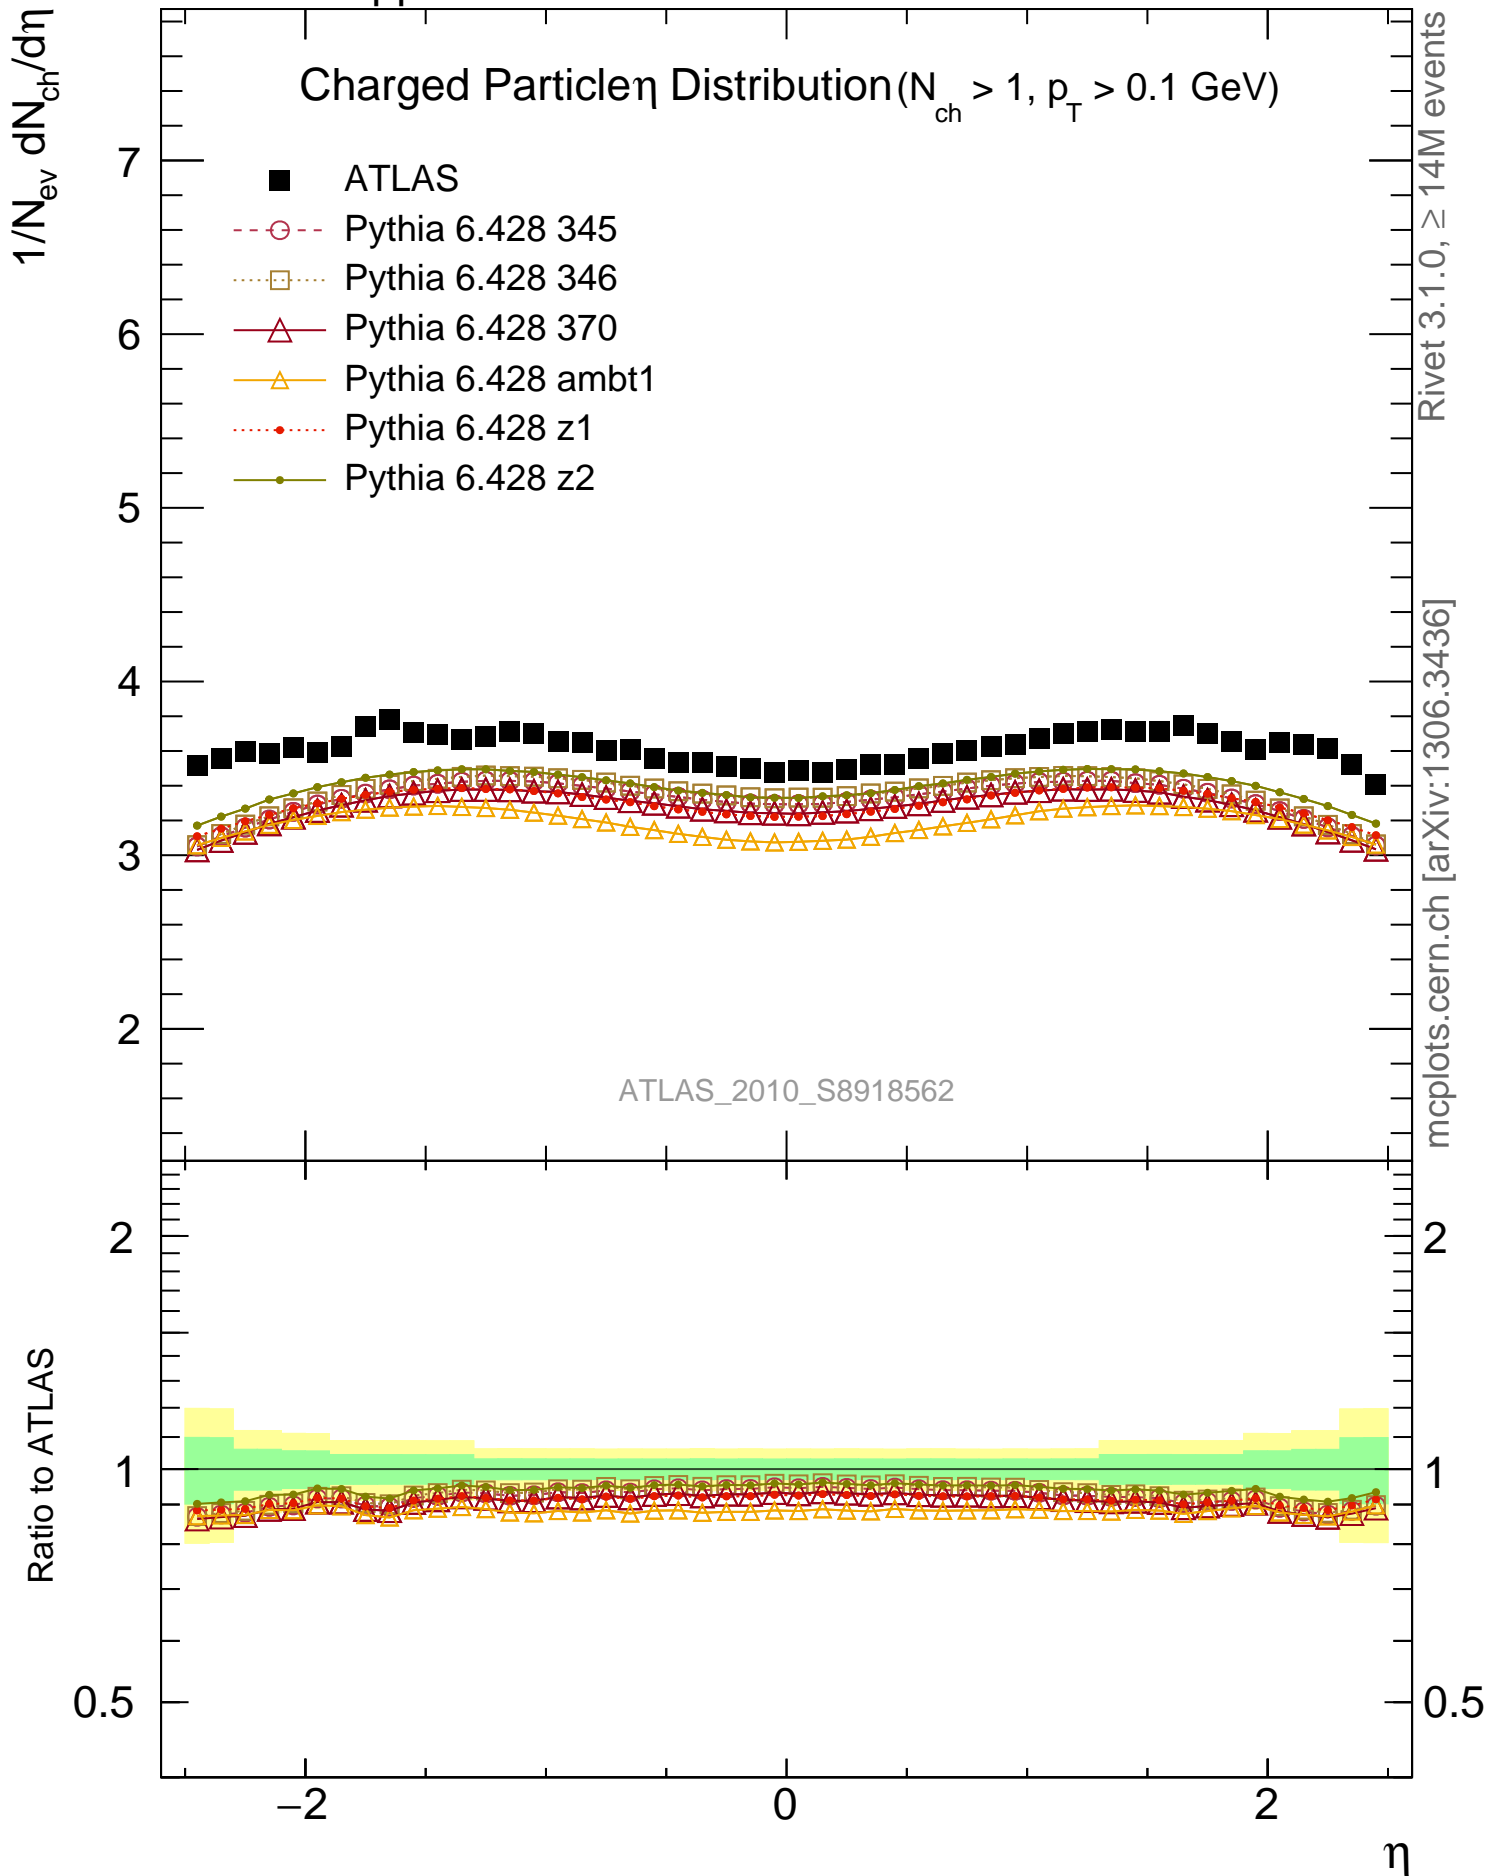 Charged Particleη Distribution (N_ch > 1, p_T > 0.1 GeV)
1/N_ev dN_ch/dη
ATLAS
Pythia 6.428 345
Pythia 6.428 346
Pythia 6.428 370
Pythia 6.428 ambt1
Pythia 6.428 z1
Pythia 6.428 z2
7
6
5
4
3
2
ATLAS_2010_S8918562
Rivet 3.1.0, ≥ 14M events
mcplots.cern.ch [arXiv:1306.3436]
Ratio to ATLAS
2
1
0.5
2
1
0.5
−2
0
2
η